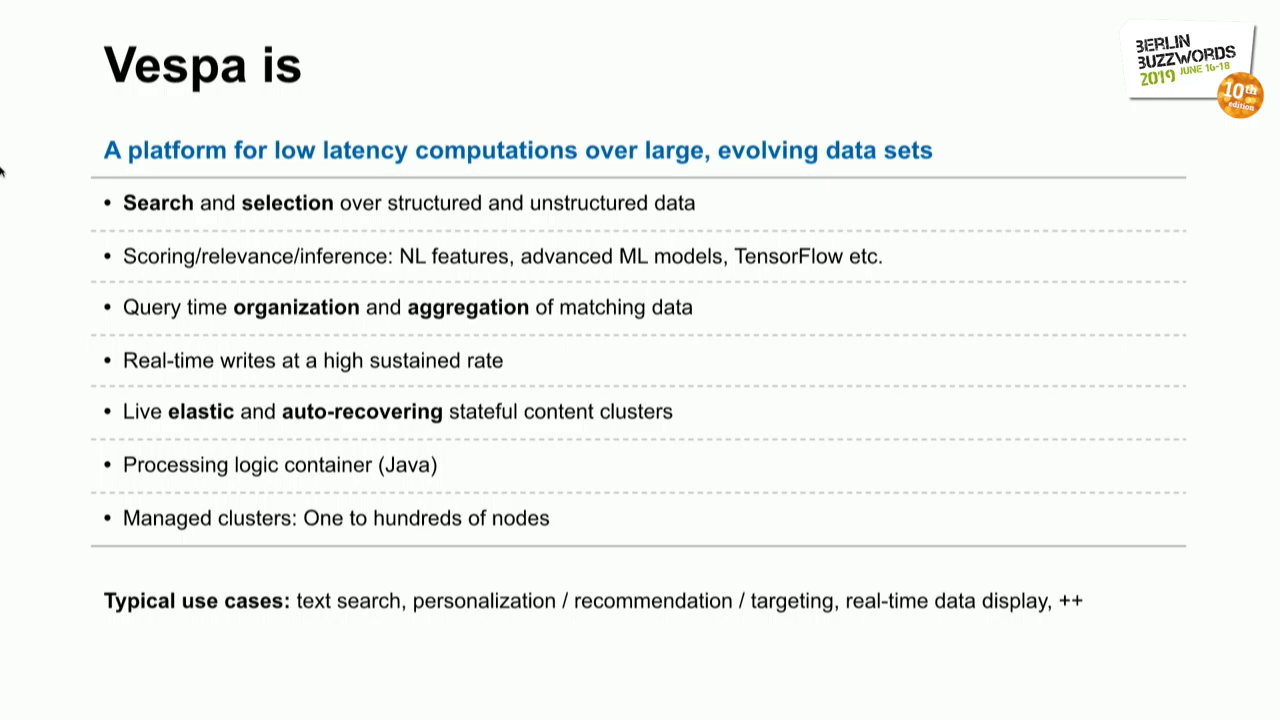 Vespa is
BERLIN
BUZZWORDS
2019 JUNE 16-18
10th
edition
A platform for low latency computations over large, evolving data sets
• Search and selection over structured and unstructured data
• Scoring/relevance/inference: NL features, advanced ML models, TensorFlow etc.
• Query time organization and aggregation of matching data
• Real-time writes at a high sustained rate
• Live elastic and auto-recovering stateful content clusters
• Processing logic container (Java)
• Managed clusters: One to hundreds of nodes
Typical use cases: text search, personalization / recommendation / targeting, real-time data display, ++